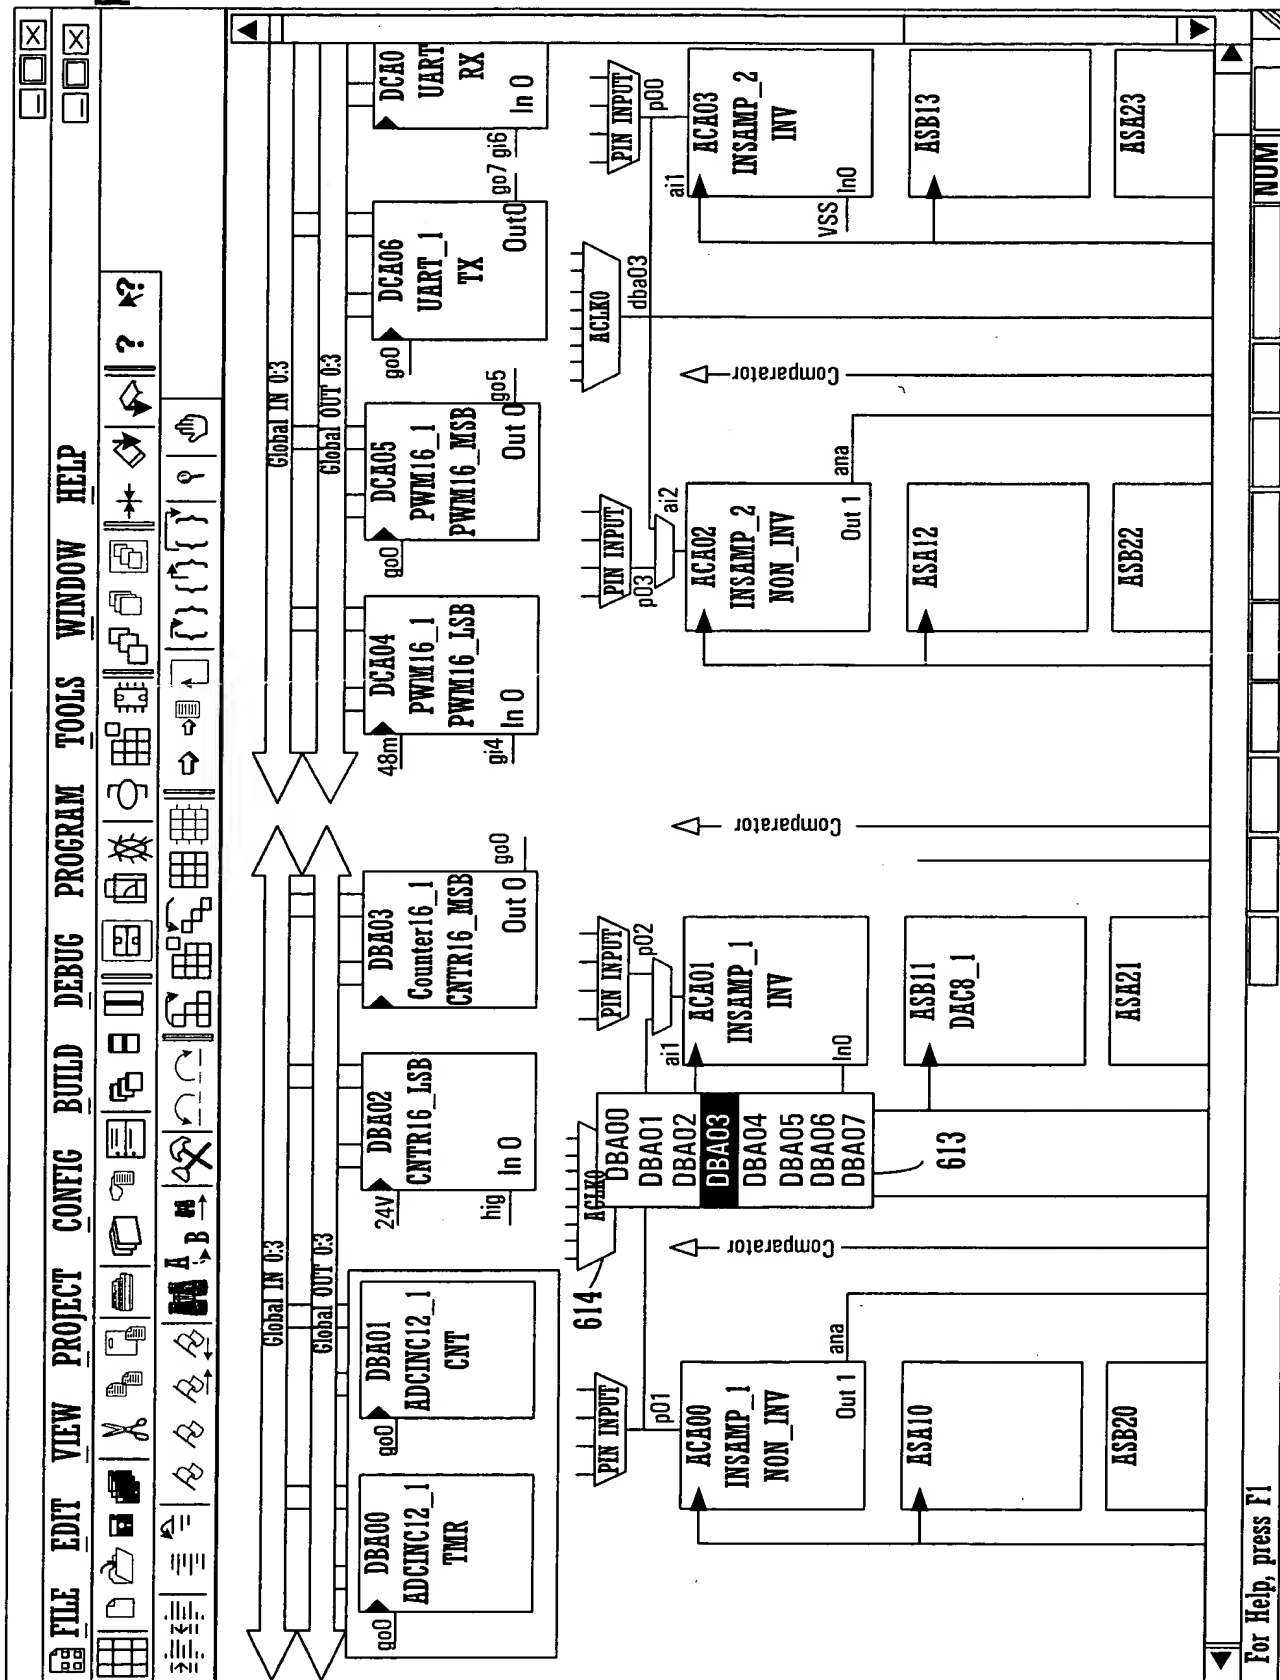 FILE EDIT VIEW PROJECT CONFIG BUILD DEBUG PROGRAM TOOLS WINDOW HELP
A
B
? ?
Global IN 0:3
Global OUT 0:3
Global IN 0:3
Global OUT 0:3
DBA00
ADCINC12_1
TMR
go0
DBA01
ADCINC12_1
CNT
go0
DBA02
CNTR16_LSB
24V
hig
In 0
DBA03
Counter16_1
CNTR16_MSB
Out 0
go0
DCA04
PWM16_1
PWM16_LSB
48m
gi4
In 0
DCA05
PWM16_1
PWM16_MSB
go0
Out 0
go5
DCA06
UART_1
TX
go0
Out0
go7
DCA0
UART
RX
gi6
In 0
PIN INPUT
p01
ACLK0
614
PIN INPUT
p02
PIN INPUT
p03
ai2
ACLK0
dba03
PIN INPUT
p00
ACA00
INSAMP_1
NON_INV
Out 1
ana
Comparator
DBA00
DBA01
DBA02
DBA03
DBA04
DBA05
DBA06
DBA07
613
ai1
ACA01
INSAMP_1
INV
In0
Comparator
ACA02
INSAMP_2
NON_INV
Out 1
ana
Comparator
ai1
ACA03
INSAMP_2
INV
VSS
In0
ASA10
ASB11
DAC8_1
ASA12
ASB13
ASB20
ASA21
ASB22
ASA23
For Help, press F1
NUM